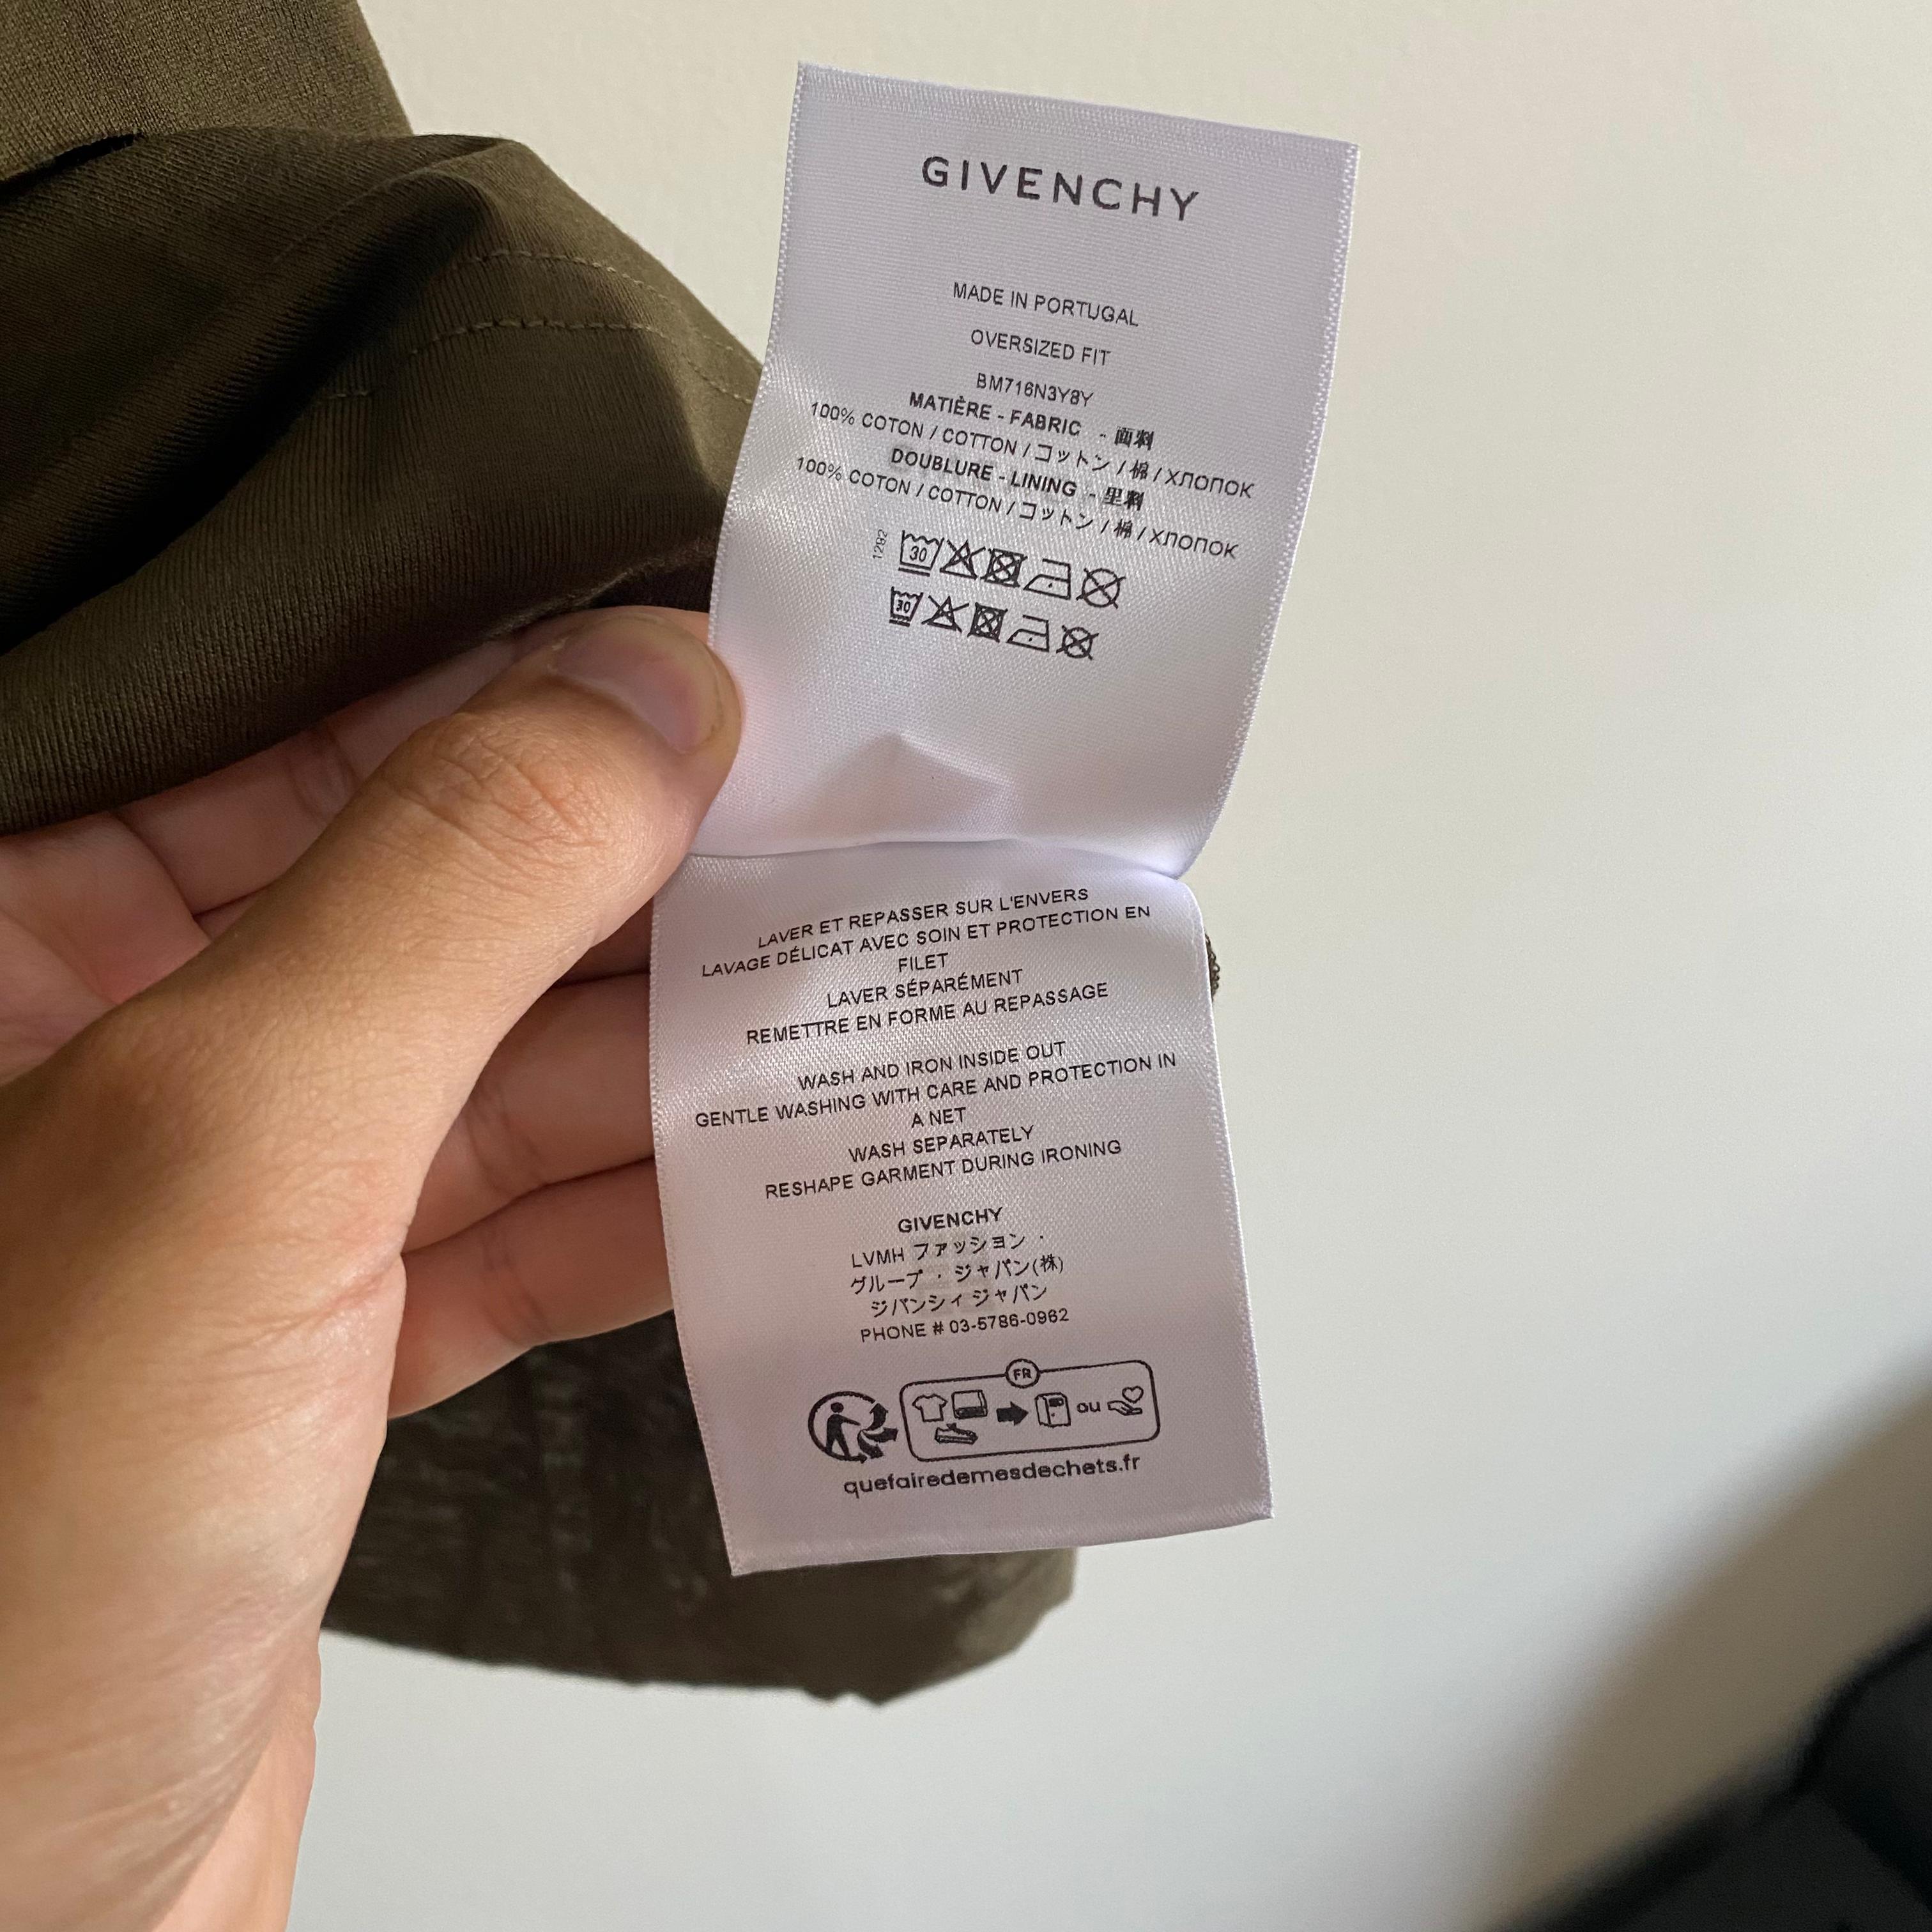 GIVENCHY
MADE IN PORTUGAL
OVERSIZED FIT
BM716N3Y8Y
MATIÈRE - FABRIC - 面料
100% COTON / COTTON / コットン / 棉 / ХЛОПОК
DOUBLURE - LINING - 里料
100% COTON / COTTON / コットン / 棉 / ХЛОПОК
1282
30
30
LAVER ET REPASSER SUR L'ENVERS
LAVAGE DÉLICAT AVEC SOIN ET PROTECTION EN
FILET
LAVER SÉPARÉMENT
REMETTRE EN FORME AU REPASSAGE
WASH AND IRON INSIDE OUT
GENTLE WASHING WITH CARE AND PROTECTION IN
A NET
WASH SEPARATELY
RESHAPE GARMENT DURING IRONING
GIVENCHY
LVMH ファッション ·
グループ · ジャパン(株)
ジバンシィ ジャパン
PHONE # 03-5786-0962
FR
ou
quefairedemesdechets.fr